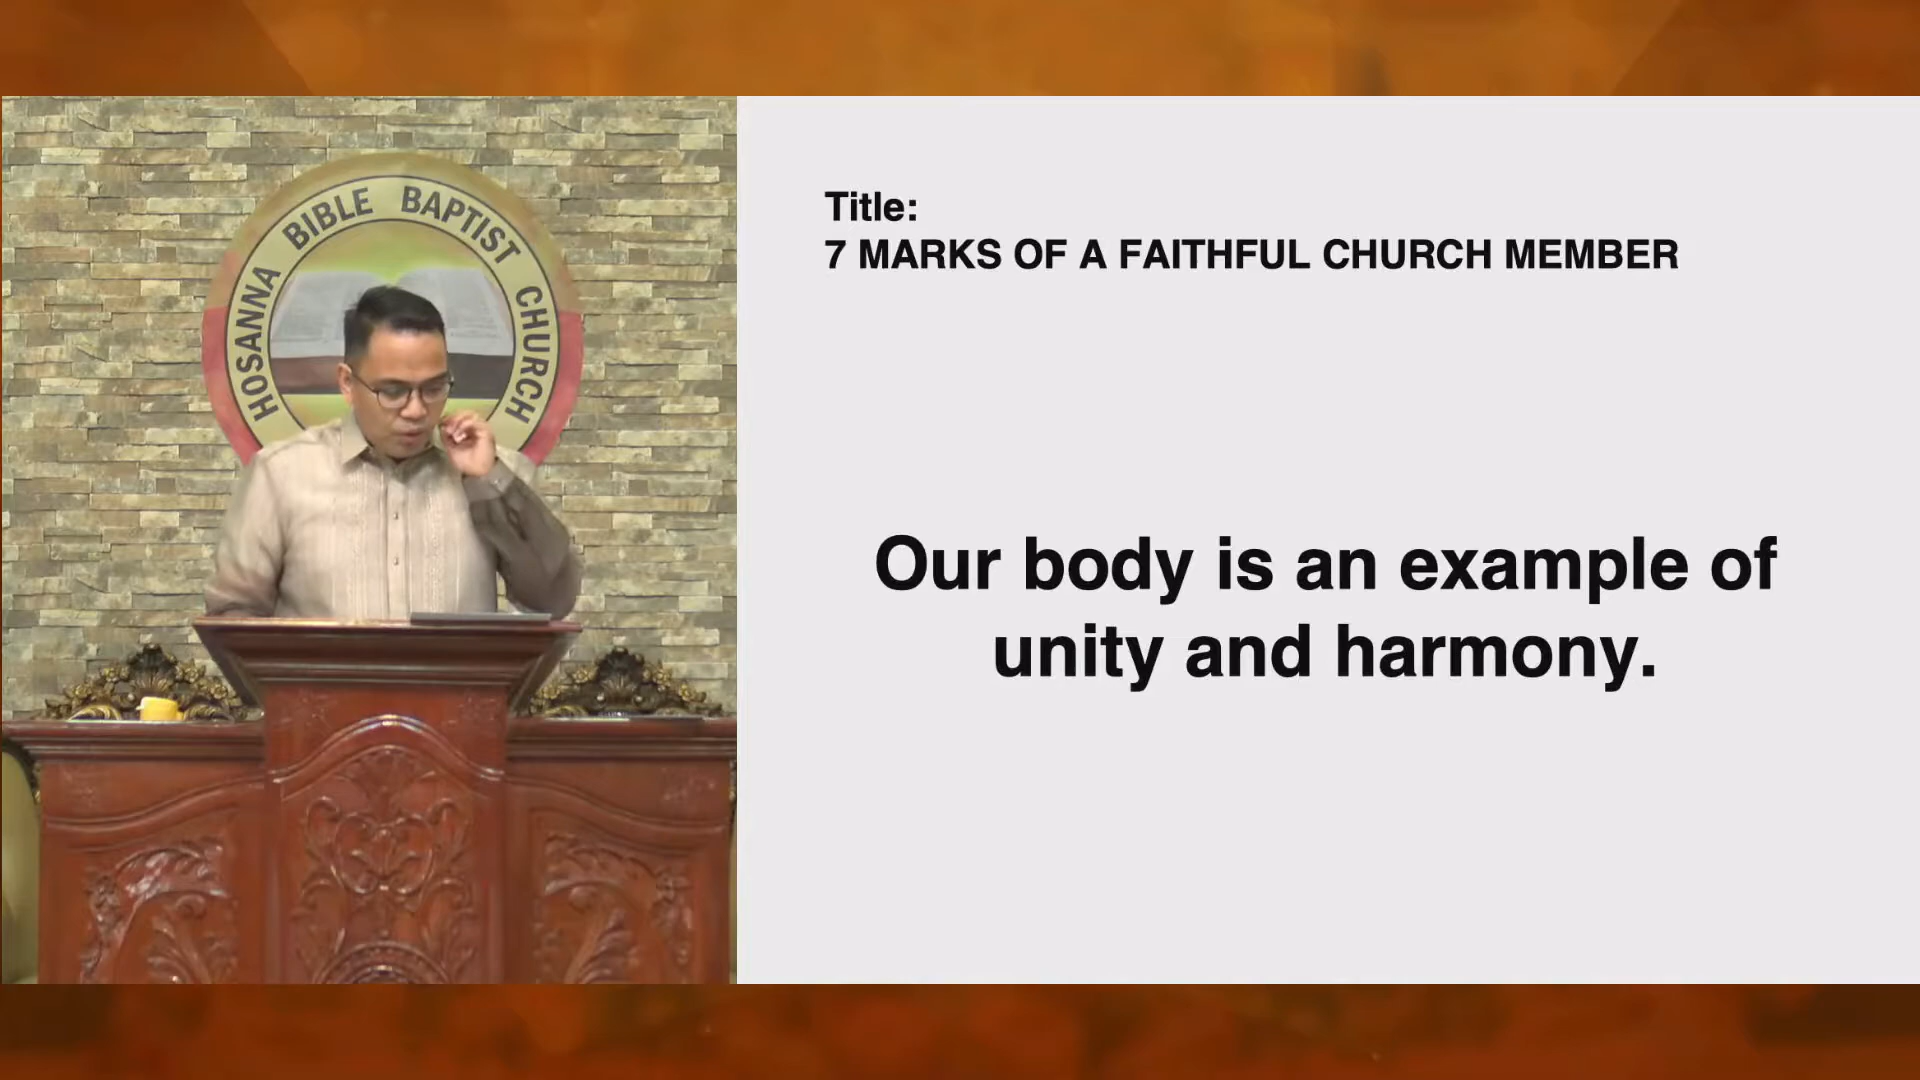 HOSANNA BIBLE BAPTIST CHURCH
Title:
7 MARKS OF A FAITHFUL CHURCH MEMBER
Our body is an example of
unity and harmony.